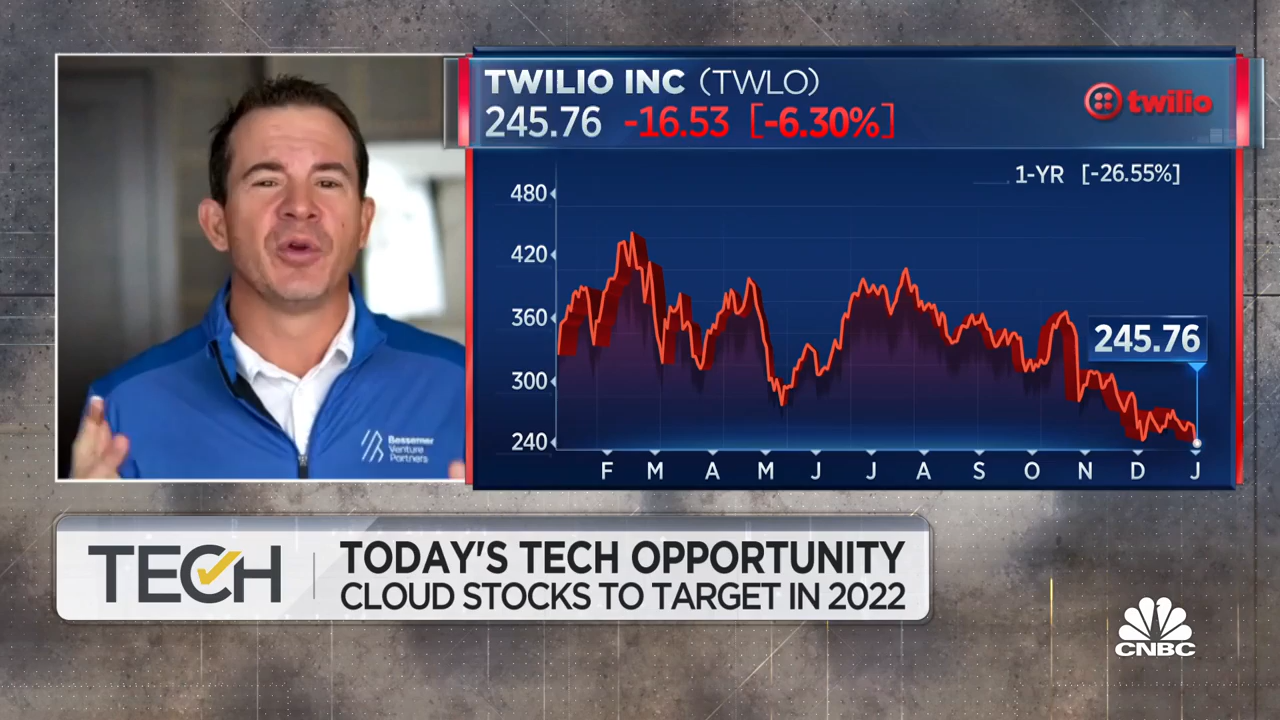 TWILIO INC (TWLO)
245.76 -16.53 [-6.30%]
twilio
1-YR [-26.55%]
480
420
360
300
240
245.76
F M A M J J A S O N D J
Bessemer
Venture
Partners
TECH
TODAY'S TECH OPPORTUNITY
CLOUD STOCKS TO TARGET IN 2022
CNBC